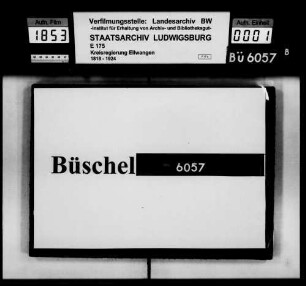 Aufn. Film
1853
Verfilmungsstelle: Landesarchiv BW
-Institut für Erhaltung von Archiv- und Bibliotheksgut-
STAATSARCHIV LUDWIGSBURG
E 175
Kreisregierung Ellwangen
1818 - 1924
Aufn. Einheit
0001
BÜ 6057 B
Büschel 6057